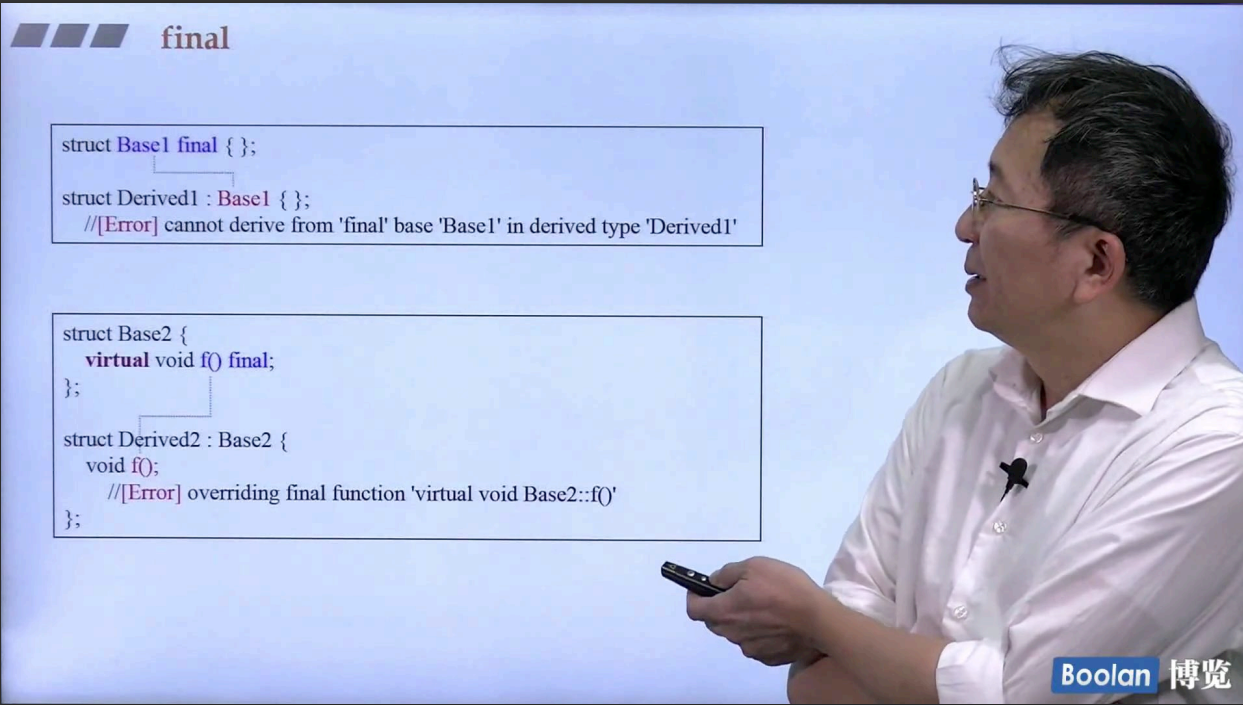 final
struct Base1 final { };
struct Derived1 : Base1 { };
//[Error] cannot derive from 'final' base 'Base1' in derived type 'Derived1'
struct Base2 {
virtual void f() final;
};
struct Derived2 : Base2 {
void f();
//[Error] overriding final function 'virtual void Base2::f()'
};
Boolan 博览